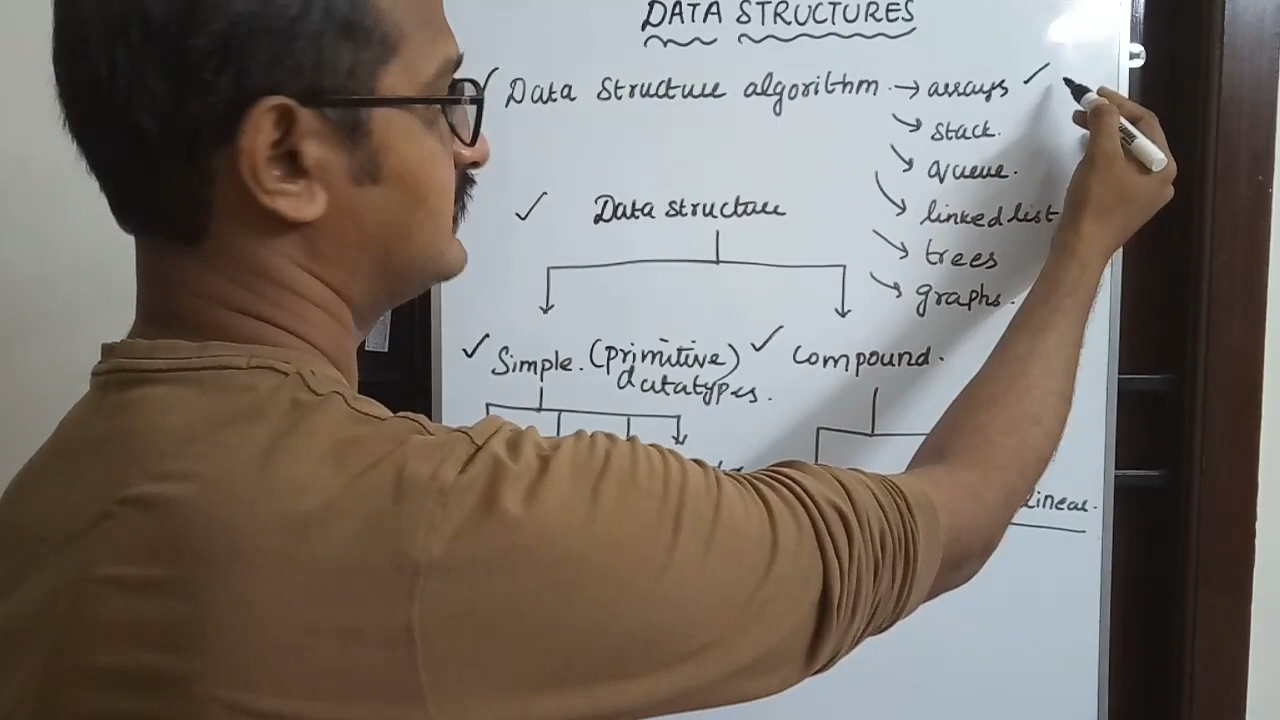 DATA STRUCTURES
Data Structure algorithm. → arrays ✓
stack.
queue.
linked list
trees
graphs.
✓ Data structure
✓ Simple. (primitive) datatypes.
✓ Compound.
linear.